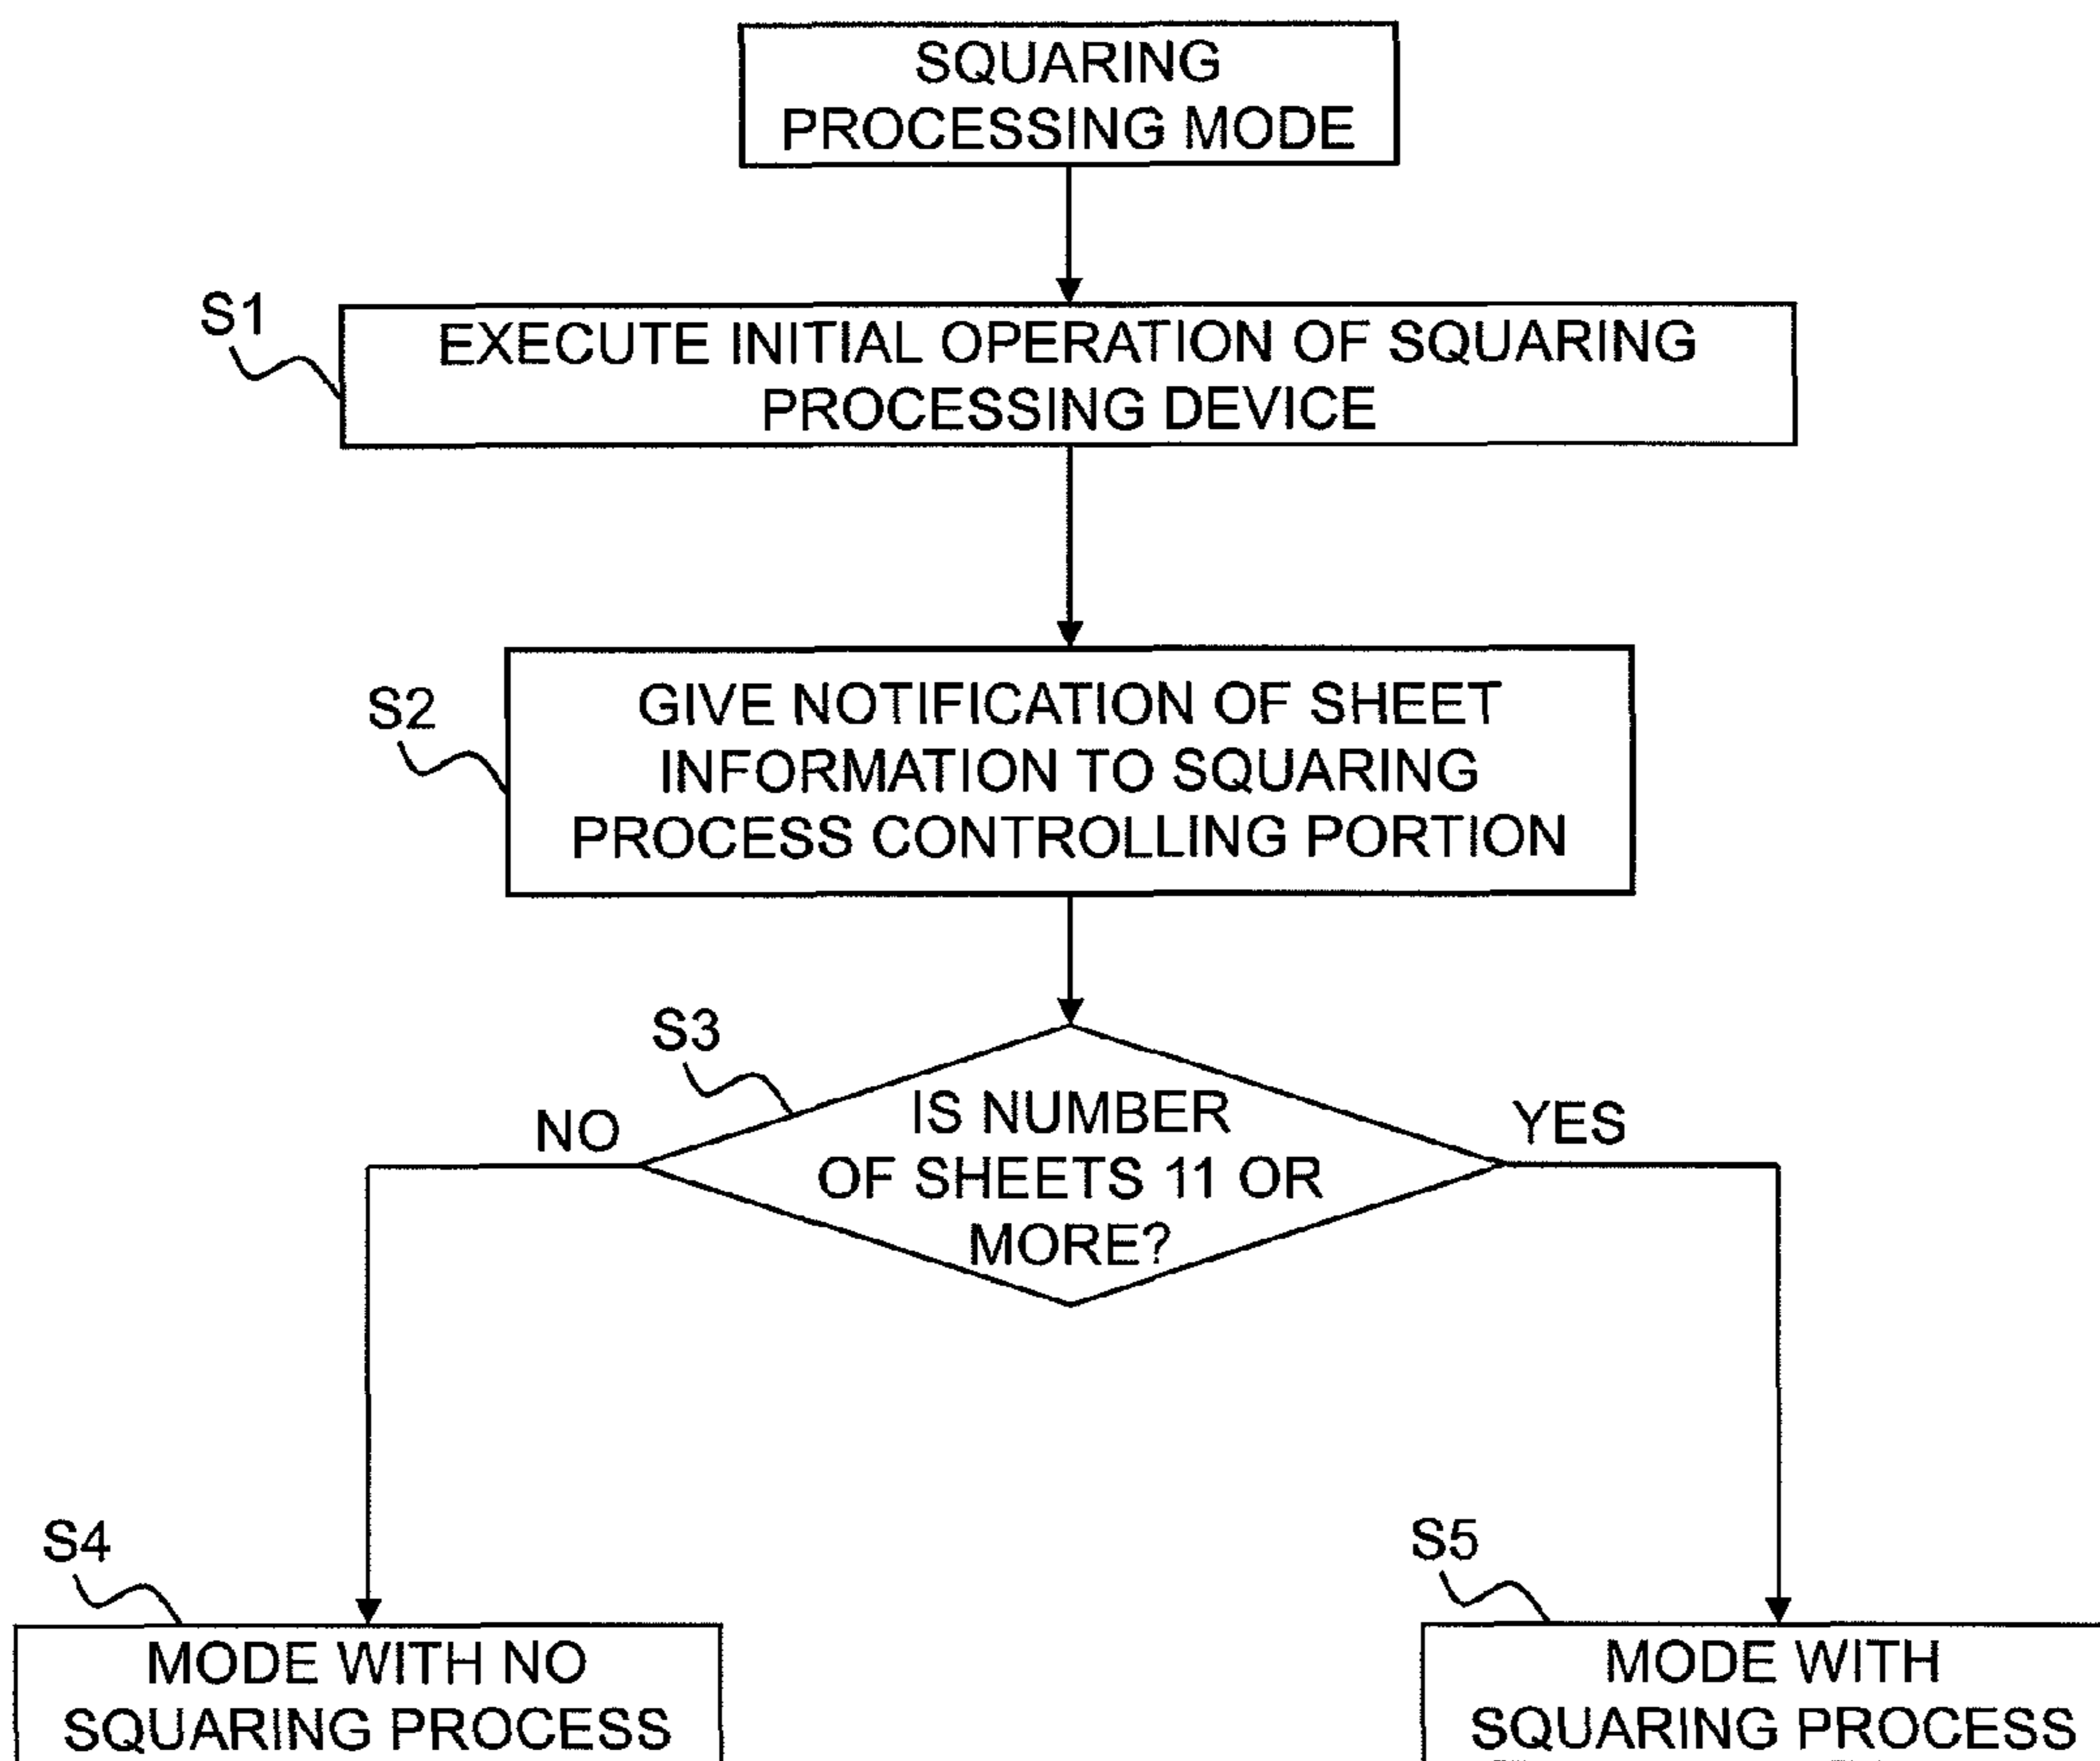 SQUARING
PROCESSING MODE
S1
EXECUTE INITIAL OPERATION OF SQUARING
PROCESSING DEVICE
S2
GIVE NOTIFICATION OF SHEET
INFORMATION TO SQUARING
PROCESS CONTROLLING PORTION
S3
IS NUMBER
OF SHEETS 11 OR
MORE?
NO
YES
S4
MODE WITH NO
SQUARING PROCESS
S5
MODE WITH
SQUARING PROCESS